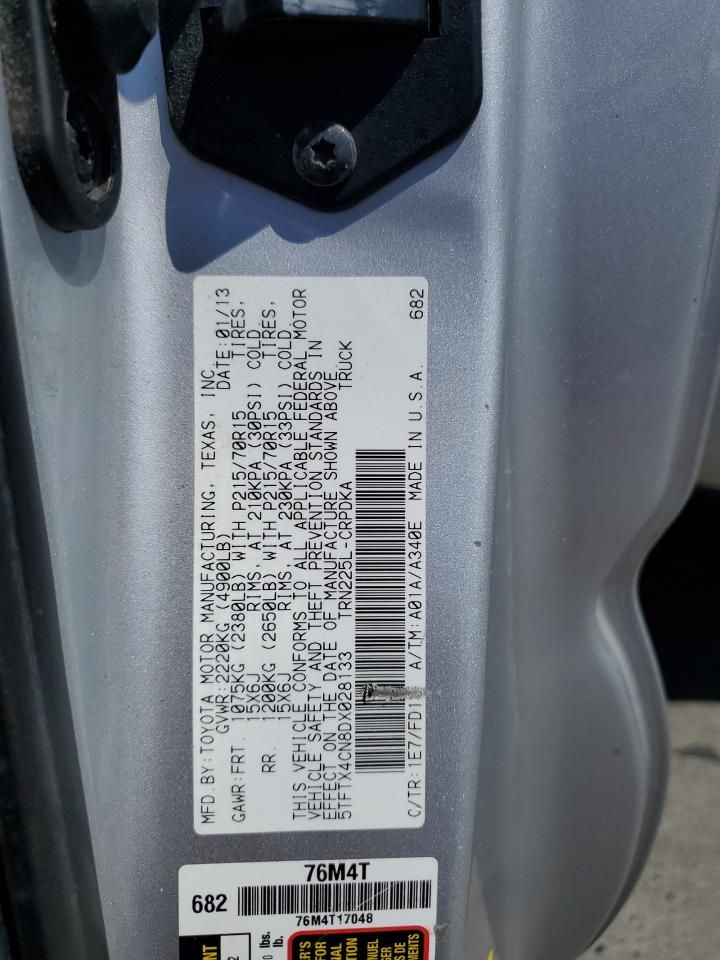 MFD.BY:TOYOTA MOTOR MANUFACTURING, TEXAS, INC.
GVWR:2220KG (4900LB) DATE:01/13
GAWR:FRT. 1075KG (2380LB) WITH P215/70R15 TIRES,
15X6J RIMS, AT 210KPA (30PSI) COLD
RR. 1200KG (2650LB) WITH P215/70R15 TIRES,
15X6J RIMS, AT 230KPA (33PSI) COLD
THIS VEHICLE CONFORMS TO ALL APPLICABLE FEDERAL MOTOR
VEHICLE SAFETY AND THEFT PREVENTION STANDARDS IN
EFFECT ON THE DATE OF MANUFACTURE SHOWN ABOVE.
5TFTX4CN8DX028133 TRN225L-CRPDKA TRUCK
C/TR:1E7/FD1 A/TM:A01A/A340E MADE IN U.S.A. 682
76M4T
682
76M4T17048
lbs.
lb.